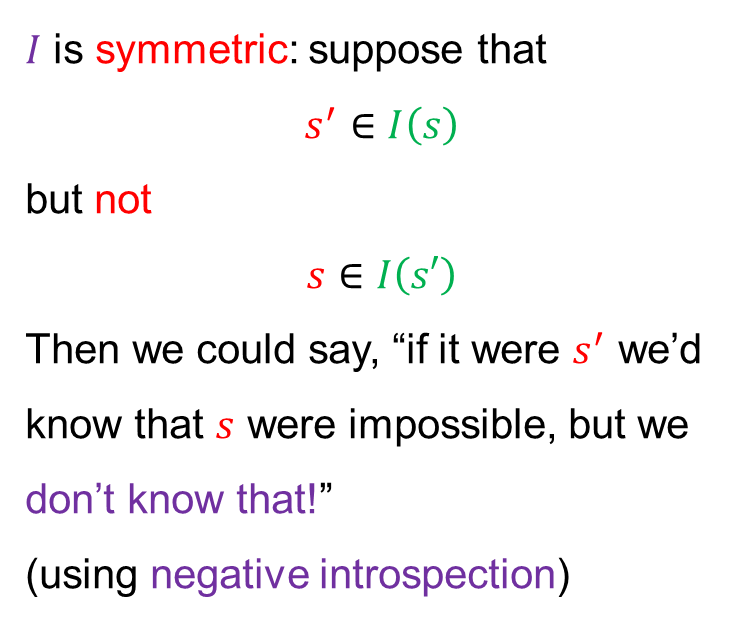 I is symmetric: suppose that
s′ ∈ I(s)
but not
s ∈ I(s′)
Then we could say, “if it were s′ we’d
know that s were impossible, but we
don’t know that!”
(using negative introspection)